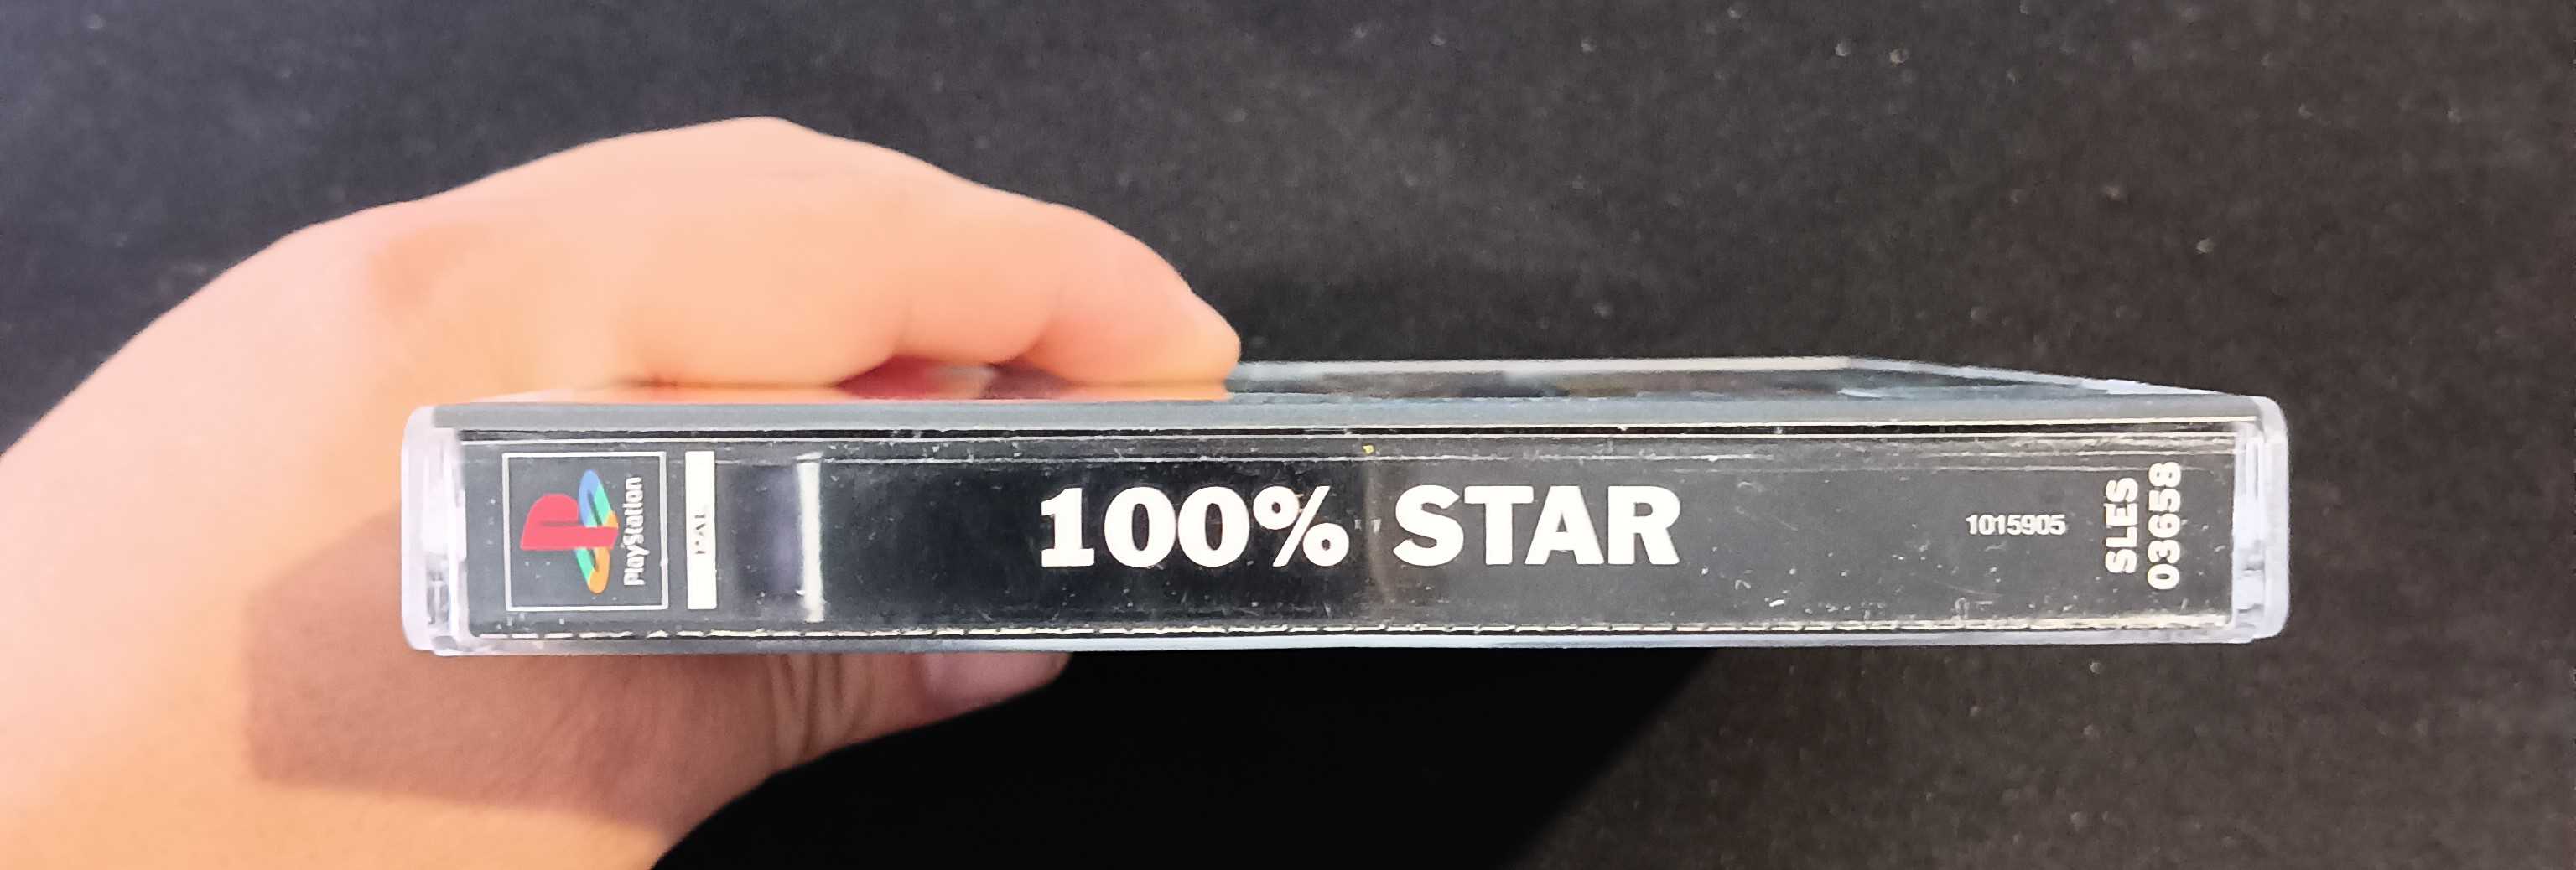 PlayStation
PAL
100% STAR
1015905
SLES
03658